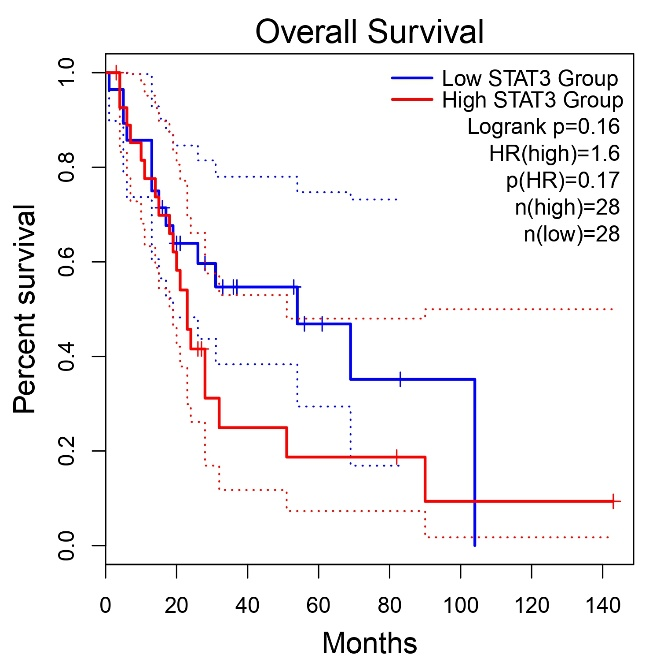 Overall Survival
Low STAT3 Group
High STAT3 Group
Logrank p=0.16
HR(high)=1.6
p(HR)=0.17
n(high)=28
n(low)=28
Percent survival
1.0
0.8
0.6
0.4
0.2
0.0
0 20 40 60 80 100 120 140
Months